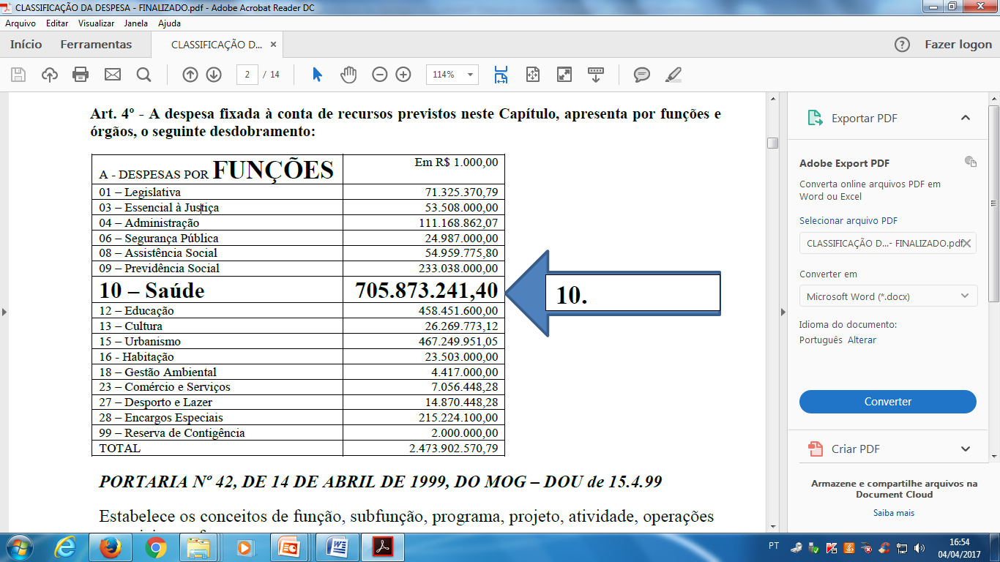 CLASSIFICAÇÃO DA DESPESA - FINALIZADO.pdf - Adobe Acrobat Reader DC
Arquivo Editar Visualizar Janela Ajuda
Início Ferramentas CLASSIFICAÇÃO D... × Fazer logon
2 / 14 114%
Art. 4º - A despesa fixada à conta de recursos previstos neste Capítulo, apresenta por funções e
órgãos, o seguinte desdobramento:
A - DESPESAS POR FUNÇÕES Em R$ 1.000,00
01 – Legislativa 71.325.370,79
03 – Essencial à Justiça 53.508.000,00
04 – Administração 111.168.862,07
06 – Segurança Pública 24.987.000,00
08 – Assistência Social 54.959.775,80
09 – Previdência Social 233.038.000,00
10 – Saúde 705.873.241,40
10.
12 – Educação 458.451.600,00
13 – Cultura 26.269.773,12
15 – Urbanismo 467.249.951,05
16 - Habitação 23.503.000,00
18 – Gestão Ambiental 4.417.000,00
23 – Comércio e Serviços 7.056.448,28
27 – Desporto e Lazer 14.870.448,28
28 – Encargos Especiais 215.224.100,00
99 – Reserva de Contigência 2.000.000,00
TOTAL 2.473.902.570,79
PORTARIA Nº 42, DE 14 DE ABRIL DE 1999, DO MOG – DOU de 15.4.99
Estabelece os conceitos de função, subfunção, programa, projeto, atividade, operações
Exportar PDF
Adobe Export PDF
Converta online arquivos PDF em
Word ou Excel
Selecionar arquivo PDF
CLASSIFICAÇÃO D...- FINALIZADO.pdf
Converter em
Microsoft Word (*.docx)
Idioma do documento:
Português Alterar
Converter
Criar PDF
Armazene e compartilhe arquivos na
Document Cloud
Saiba mais
PT 16:54
04/04/2017